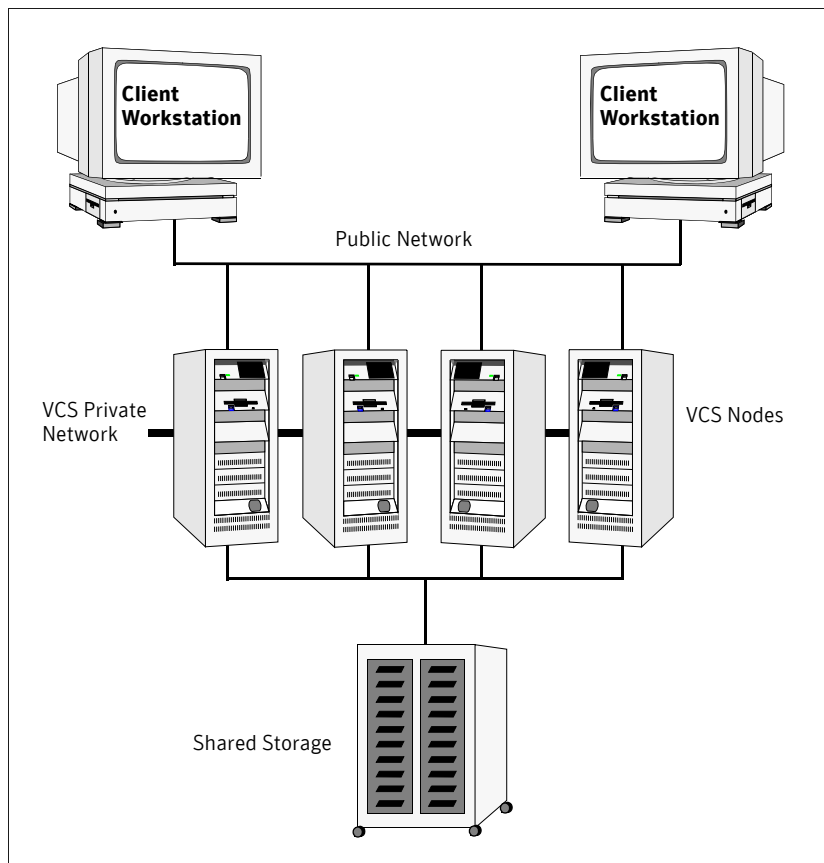 Client
Workstation
Client
Workstation
Public Network
VCS Private
Network
VCS Nodes
Shared Storage